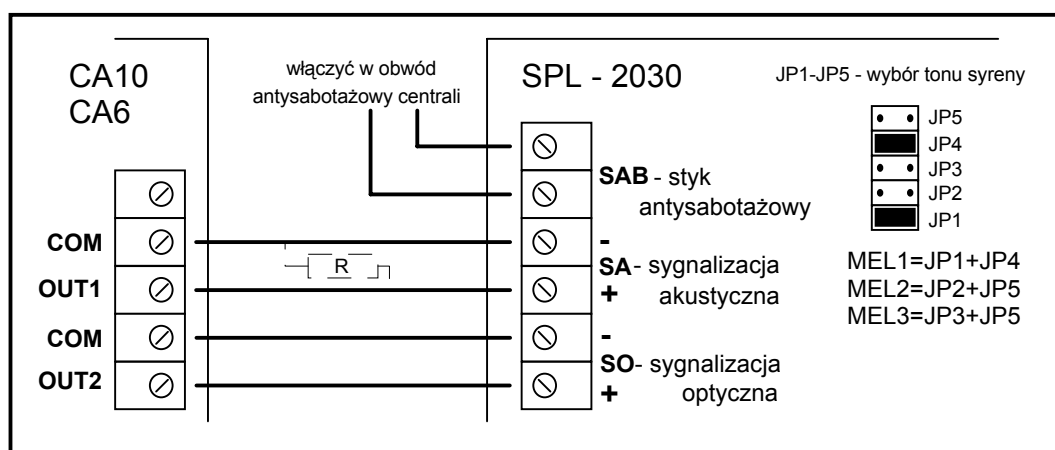 CA10
CA6
włączyć w obwód
antysabotażowy centrali
SPL - 2030
JP1-JP5 - wybór tonu syreny
JP5
JP4
JP3
JP2
JP1
SAB - styk
antysabotażowy
COM
OUT1
COM
OUT2
R
-
SA - sygnalizacja
+ akustyczna
-
SO- sygnalizacja
+ optyczna
MEL1=JP1+JP4
MEL2=JP2+JP5
MEL3=JP3+JP5